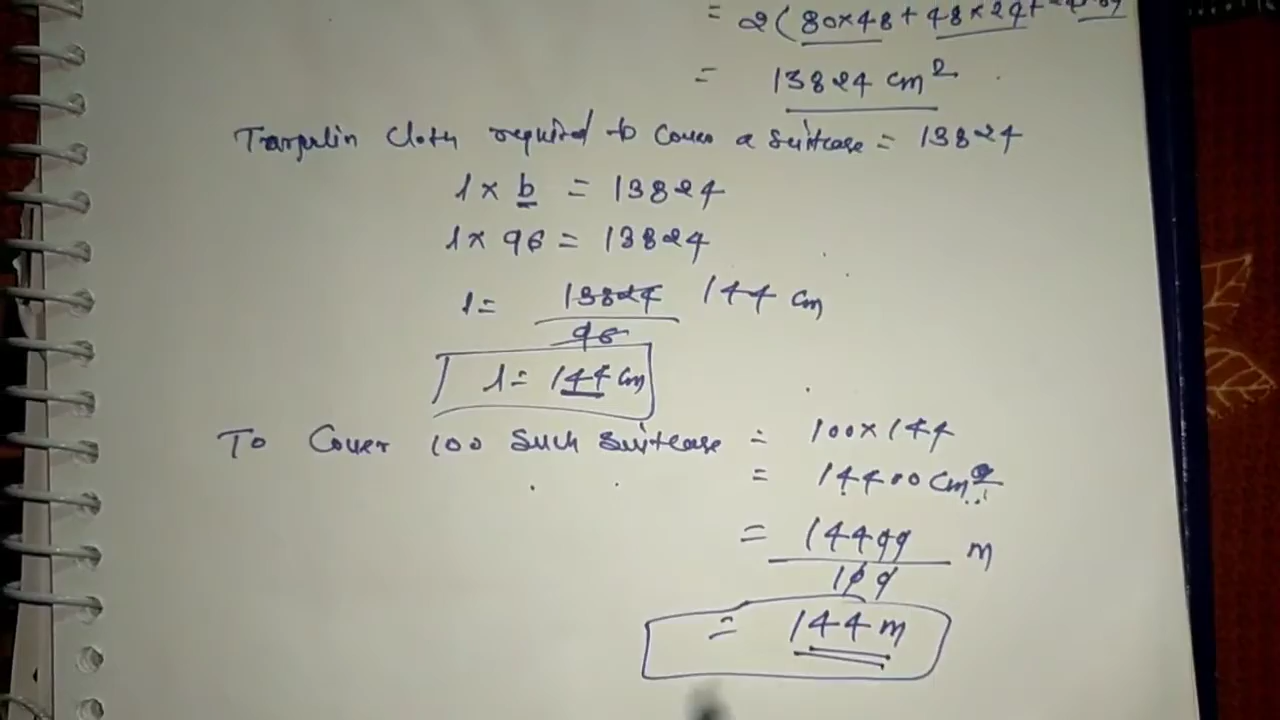 = 2(80×48 + 48×24 +
= 13824 cm²
Tarpulin Cloth required to Cover a suitcase = 13824
l × b = 13824
l × 96 = 13824
l = 13824/96 144 cm
l = 144 cm
To Cover 100 Such suitcase = 100×144
= 14400 cm
= 14400/100 m
= 144 m